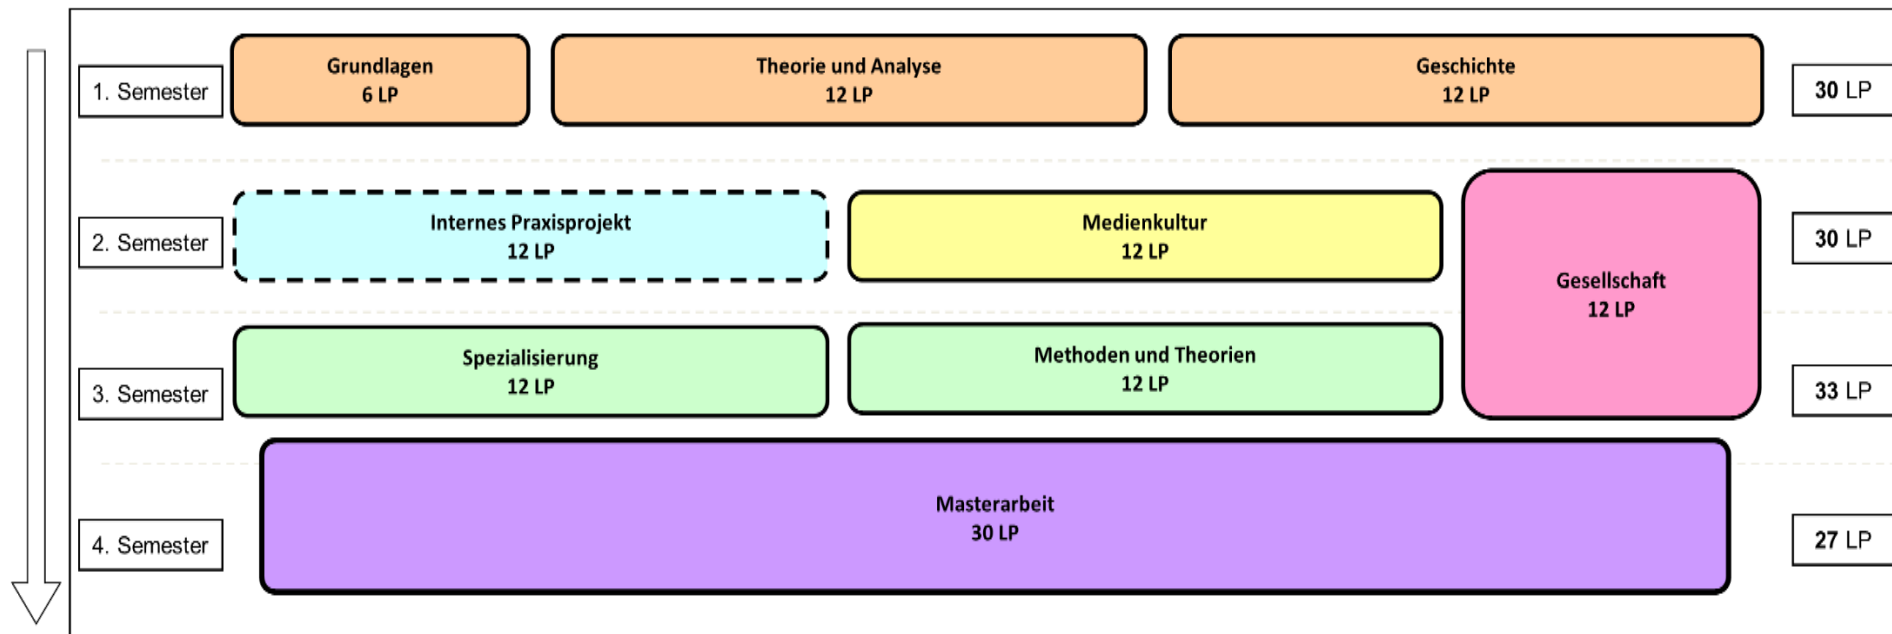 1. Semester
Grundlagen
6 LP
Theorie und Analyse
12 LP
Geschichte
12 LP
30 LP
2. Semester
Internes Praxisprojekt
12 LP
Medienkultur
12 LP
Gesellschaft
12 LP
30 LP
3. Semester
Spezialisierung
12 LP
Methoden und Theorien
12 LP
33 LP
4. Semester
Masterarbeit
30 LP
27 LP